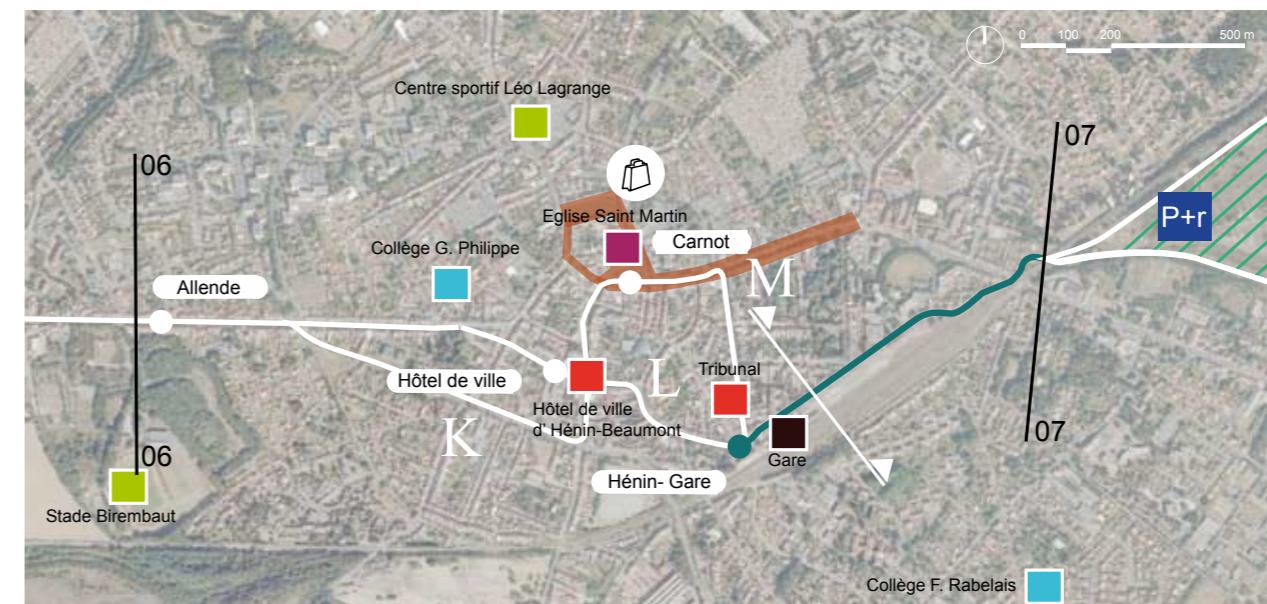 0 100 200 500 m
Centre sportif Léo Lagrange
06
07
Eglise Saint Martin
P+r
Collège G. Philippe
Carnot
Allende
M
Tribunal
Hôtel de ville
L
Hôtel de ville
d' Hénin-Beaumont
K
07
06
Gare
Hénin- Gare
Stade Birembaut
Collège F. Rabelais